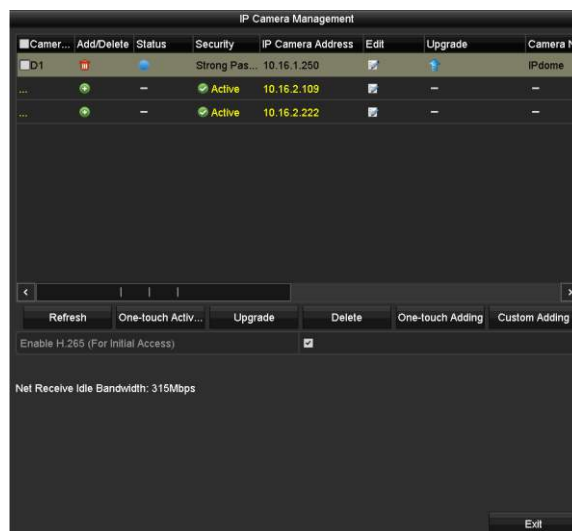 IP Camera Management
Camer... Add/Delete Status Security IP Camera Address Edit Upgrade Camera N
D1 Strong Pas... 10.16.1.250 IPdome
... – Active 10.16.2.109 – –
... – Active 10.16.2.222 – –
Refresh One-touch Activ... Upgrade Delete One-touch Adding Custom Adding
Enable H.265 (For Initial Access)
Net Receive Idle Bandwidth: 315Mbps
Exit